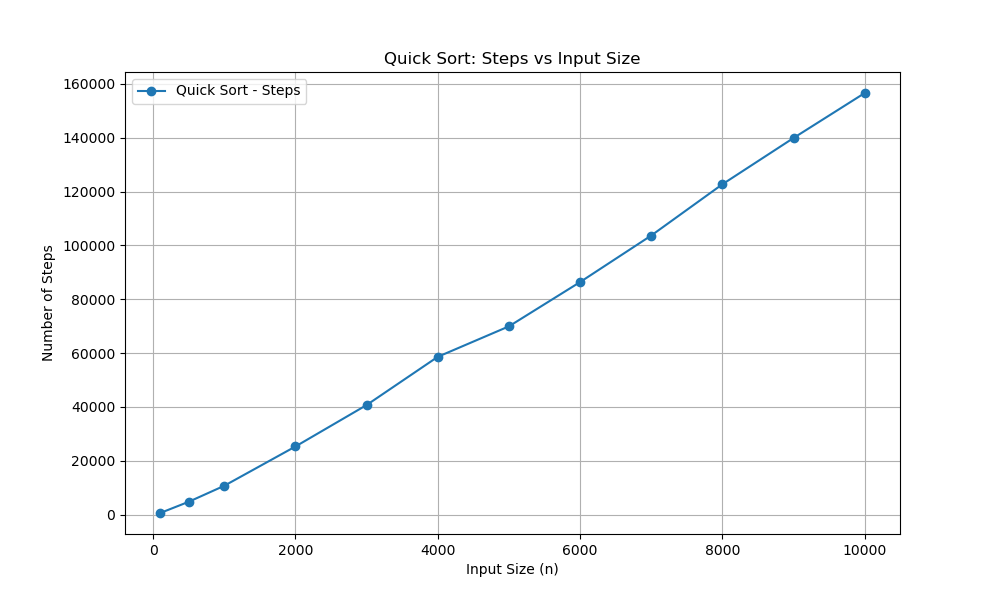 Quick Sort: Steps vs Input Size
Quick Sort - Steps
160000
140000
120000
100000
80000
60000
40000
20000
0
Number of Steps
0 2000 4000 6000 8000 10000
Input Size (n)